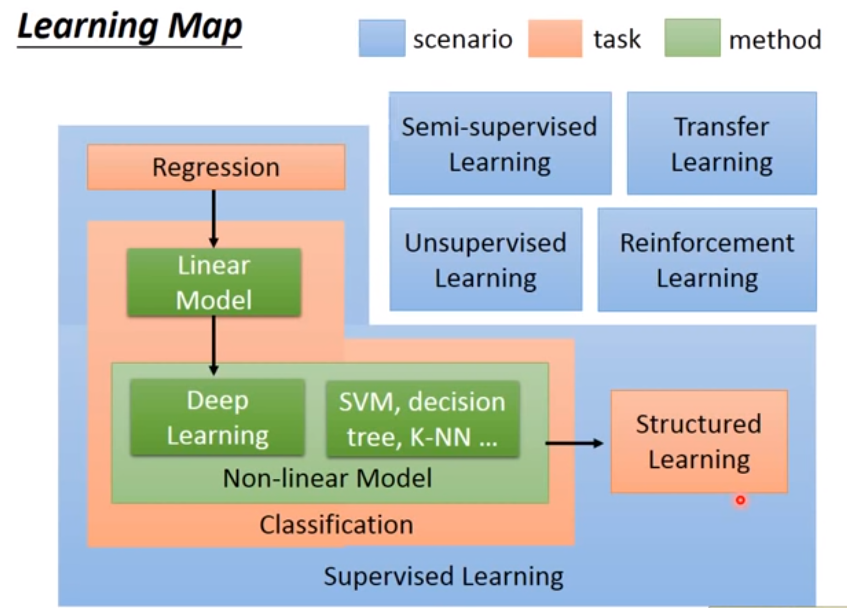 Learning Map
scenario
task
method
Semi-supervised
Learning
Transfer
Learning
Regression
Unsupervised
Learning
Reinforcement
Learning
Linear
Model
Deep
Learning
SVM, decision
tree, K-NN ...
Non-linear Model
Structured
Learning
Classification
Supervised Learning